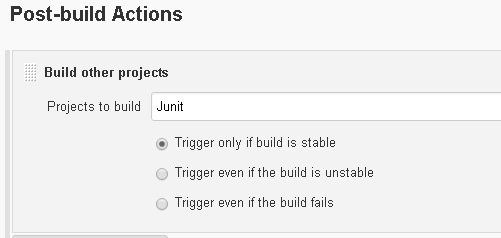 Post-build Actions
Build other projects
Projects to build Junit
Trigger only if build is stable
Trigger even if the build is unstable
Trigger even if the build fails